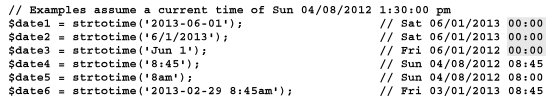 // Examples assume a current time of Sun 04/08/2012 1:30:00 pm
$date1 = strtotime('2013-06-01'); // Sat 06/01/2013 00:00
$date2 = strtotime('6/1/2013'); // Sat 06/01/2013 00:00
$date3 = strtotime('Jun 1'); // Fri 06/01/2012 00:00
$date4 = strtotime('8:45'); // Sun 04/08/2012 08:45
$date5 = strtotime('8am'); // Sun 04/08/2012 08:00
$date6 = strtotime('2013-02-29 8:45am'); // Fri 03/01/2013 08:45